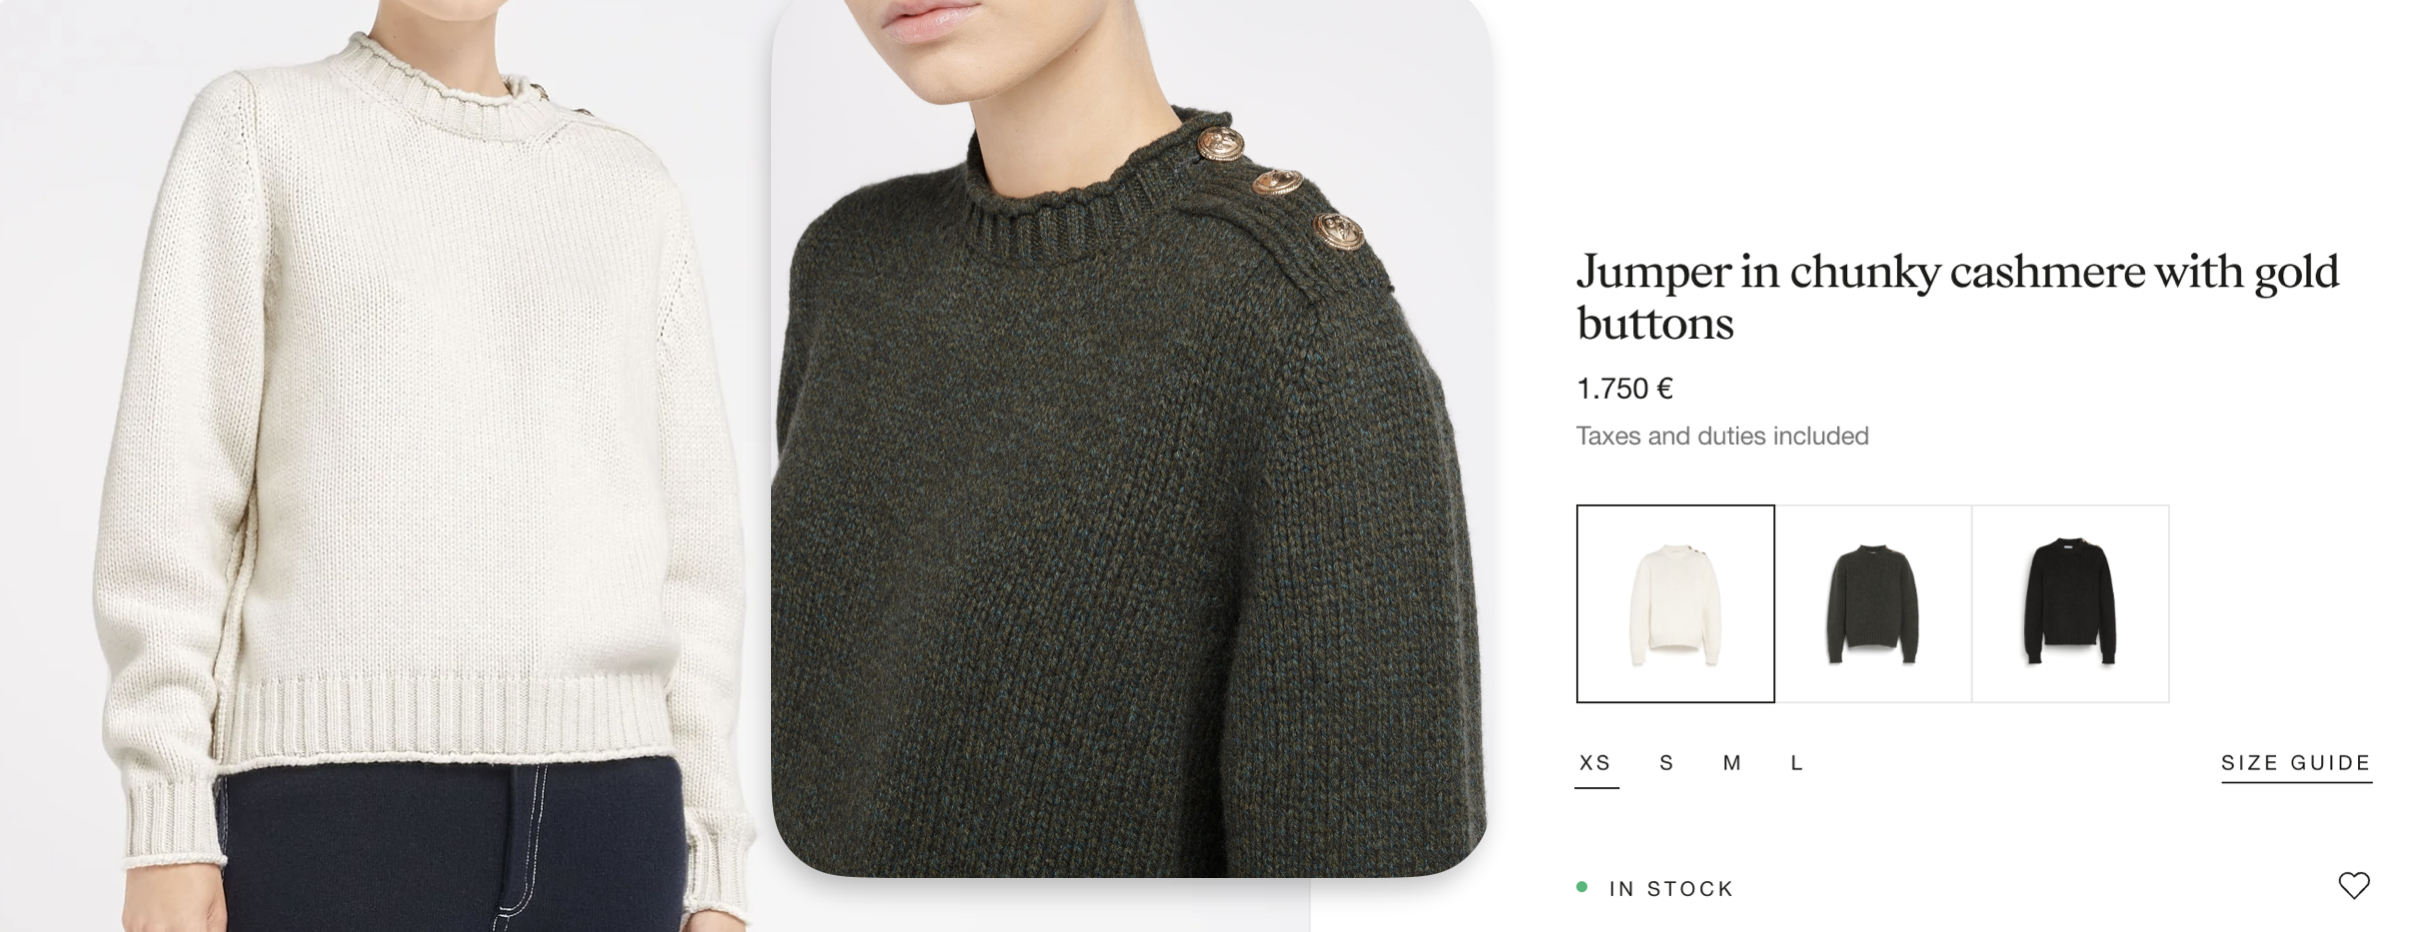 Jumper in chunky cashmere with gold
buttons
1.750 €
Taxes and duties included
XS S M L SIZE GUIDE
IN STOCK